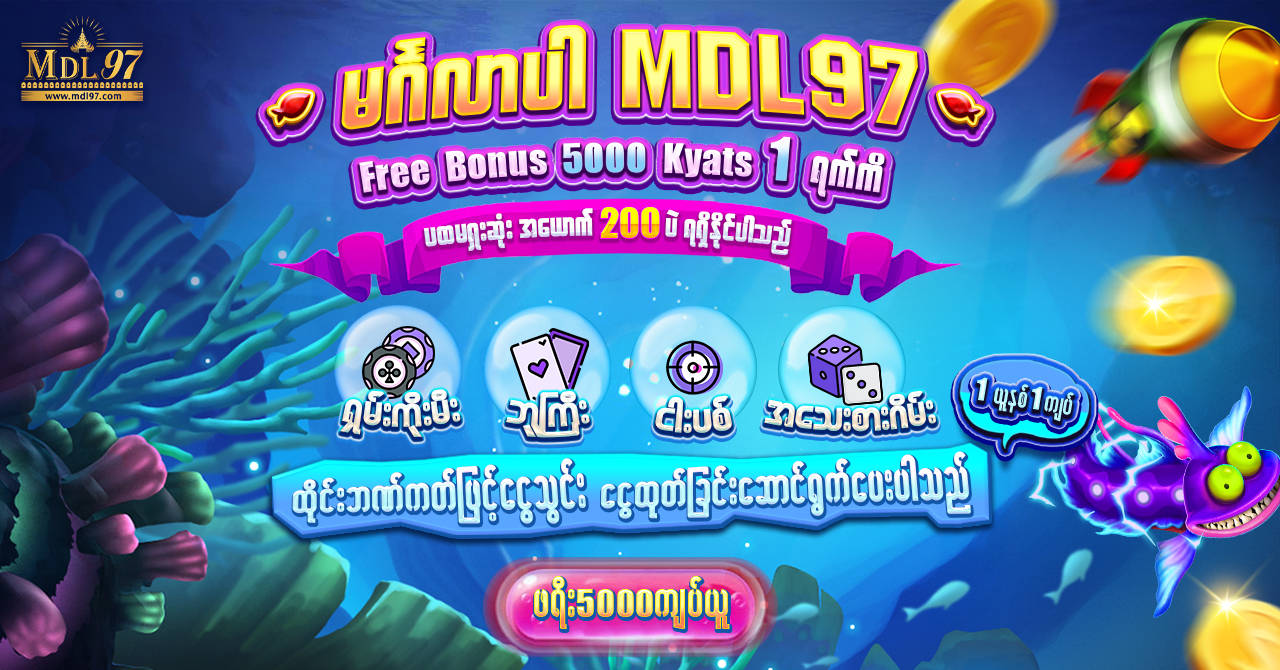 MDL97
www.mdl97.com
မင်္ဂလာပါ MDL97
Free Bonus 5000 Kyats 1 ရက်ကိ
ပထမရှုးဆုံး အယောက် 200 ပဲ ရရှိနိုင်ပါသည်
ရှမ်းကိုးမီး
ဘူကြီး
ငါးပစ်
အသေးစားဂိမ်း
1 ယူနစ် 1 ကျပ်
ထိုင်းဘဏ်ကတ်ဖြင့်ငွေသွင်း ငွေထုတ်ခြင်းဆောင်ရွက်ပေးပါသည်
ဖရီး5000ကျပ်ယူ